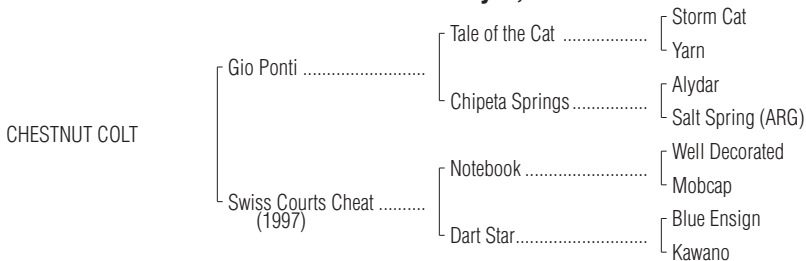 Storm Cat
Tale of the Cat ..................
Yarn
Gio Ponti ..........................
Alydar
Chipeta Springs................
Salt Spring (ARG)
CHESTNUT COLT
Well Decorated
Notebook ..........................
Mobcap
Swiss Courts Cheat ..........
(1997)
Blue Ensign
Dart Star............................
Kawano